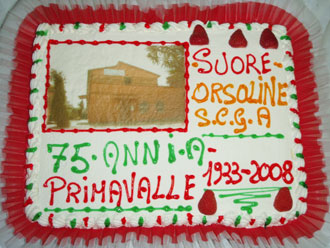 SUORE
ORSOLINE
S.C.G.A
75·ANNI·A
PRIMAVALLE
1933-2008